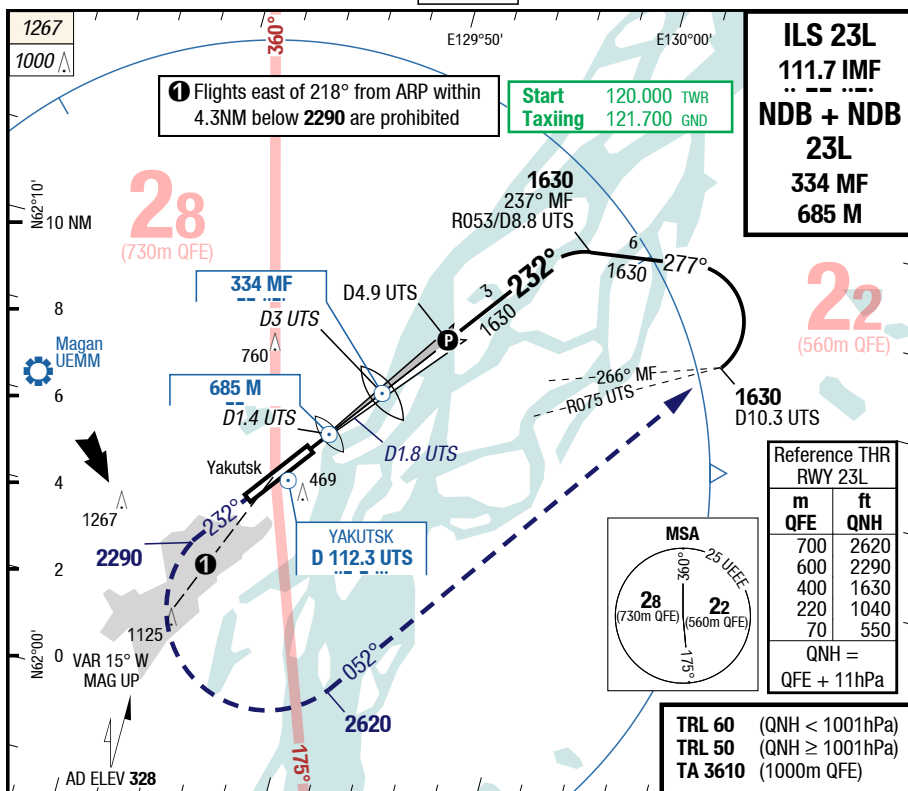 1267
1000
360°
E129°50'
E130°00'
ILS 23L
111.7 IMF
NDB + NDB
23L
334 MF
685 M
1 Flights east of 218° from ARP within
4.3NM below 2290 are prohibited
Start 120.000 TWR
Taxiing 121.700 GND
N62°10'
10 NM
28
(730m QFE)
1630
237° MF
R053/D8.8 UTS
6
1630
277°
232°
3
1630
334 MF
D3 UTS
D4.9 UTS
P
22
(560m QFE)
8
Magan
UEMM
760
6
685 M
D1.4 UTS
266° MF
R075 UTS
1630
D10.3 UTS
D1.8 UTS
Yakutsk
469
4
1267
232°
YAKUTSK
D 112.3 UTS
2290
1
2
1125
N62°00'
0
VAR 15° W
MAG UP
052°
2620
175°
AD ELEV 328
MSA
25 UEEE
360°
28
(730m QFE)
22
(560m QFE)
175°
Reference THR
RWY 23L
m ft
QFE QNH
700 2620
600 2290
400 1630
220 1040
70 550
QNH =
QFE + 11hPa
TRL 60 (QNH < 1001hPa)
TRL 50 (QNH ≥ 1001hPa)
TA 3610 (1000m QFE)